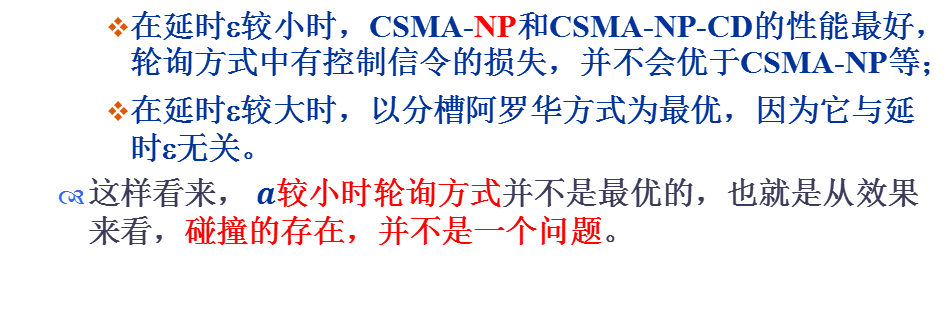 ❖在延时ε较小时，CSMA-NP和CSMA-NP-CD的性能最好，
轮询方式中有控制信令的损失，并不会优于CSMA-NP等；
❖在延时ε较大时，以分槽阿罗华方式为最优，因为它与延
时ε无关。
这样看来， a较小时轮询方式并不是最优的，也就是从效果
来看，碰撞的存在，并不是一个问题。